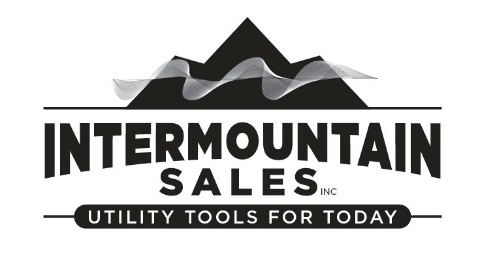 INTERMOUNTAIN
SALES INC
UTILITY TOOLS FOR TODAY